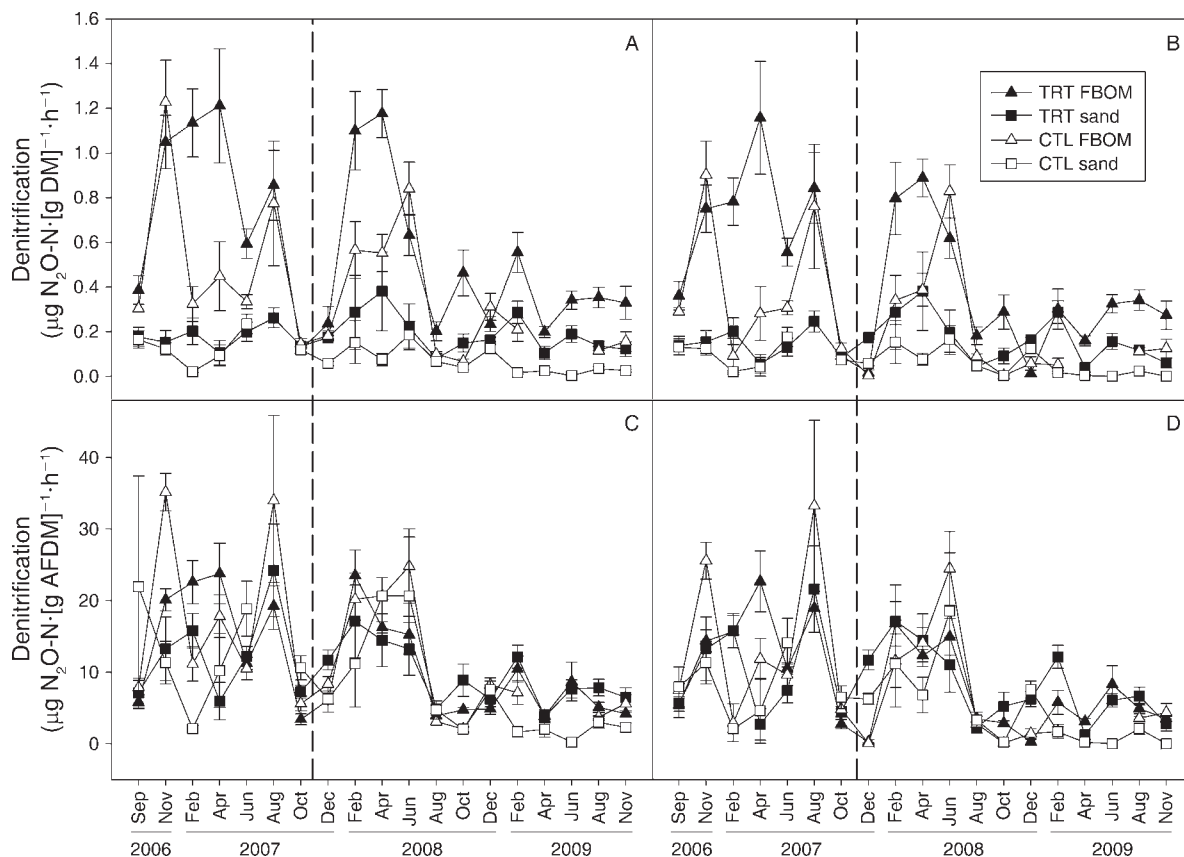 1.6
1.4
1.2
1.0
0.8
0.6
0.4
0.2
0.0
Denitrification
(μg N₂O-N·[g DM]⁻¹·h⁻¹)
A
B
TRT FBOM
TRT sand
CTL FBOM
CTL sand
40
30
20
10
0
Denitrification
(μg N₂O-N·[g AFDM]⁻¹·h⁻¹)
C
D
Sep Nov Feb Apr Jun Aug Oct Dec Feb Apr Jun Aug Oct Dec Feb Apr Jun Aug Nov
2006 2007 2008 2009
Sep Nov Feb Apr Jun Aug Oct Dec Feb Apr Jun Aug Oct Dec Feb Apr Jun Aug Nov
2006 2007 2008 2009